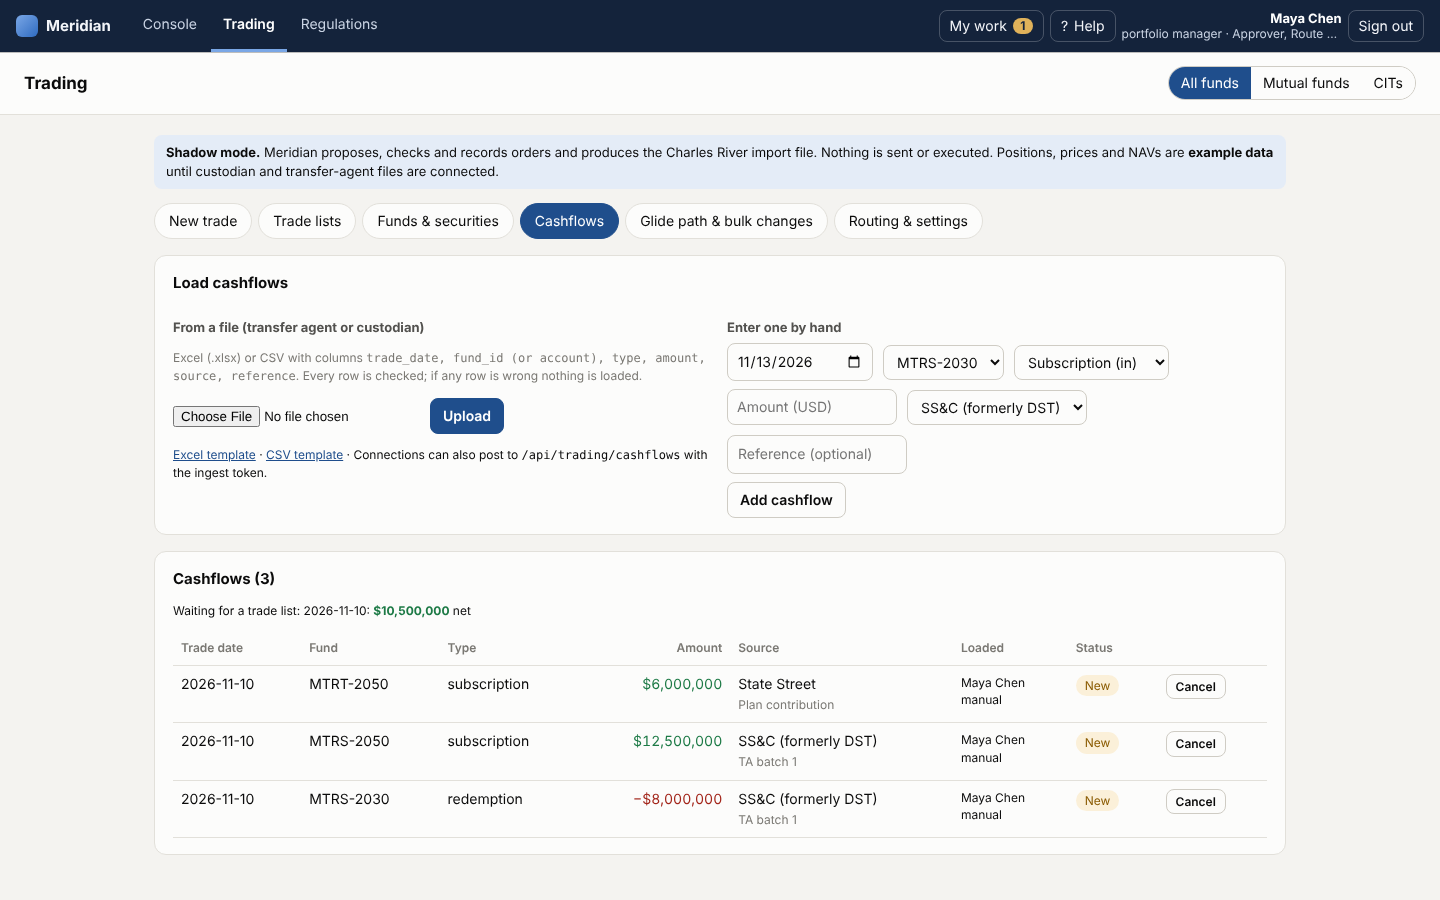 Meridian
Console
Trading
Regulations
My work 1
? Help
Maya Chen
portfolio manager · Approver, Route ...
Sign out
Trading
All funds
Mutual funds
CITs
Shadow mode. Meridian proposes, checks and records orders and produces the Charles River import file. Nothing is sent or executed. Positions, prices and NAVs are example data
until custodian and transfer-agent files are connected.
New trade
Trade lists
Funds & securities
Cashflows
Glide path & bulk changes
Routing & settings
Load cashflows
From a file (transfer agent or custodian)
Excel (.xlsx) or CSV with columns trade_date, fund_id (or account), type, amount,
source, reference. Every row is checked; if any row is wrong nothing is loaded.
Choose File No file chosen
Upload
Excel template · CSV template · Connections can also post to /api/trading/cashflows with
the ingest token.
Enter one by hand
11/13/2026
MTRS-2030
Subscription (in)
Amount (USD)
SS&C (formerly DST)
Reference (optional)
Add cashflow
Cashflows (3)
Waiting for a trade list: 2026-11-10: $10,500,000 net
Trade date Fund Type Amount Source Loaded Status
2026-11-10 MTRT-2050 subscription $6,000,000 State Street Maya Chen New Cancel
Plan contribution manual
2026-11-10 MTRS-2050 subscription $12,500,000 SS&C (formerly DST) Maya Chen New Cancel
TA batch 1 manual
2026-11-10 MTRS-2030 redemption −$8,000,000 SS&C (formerly DST) Maya Chen New Cancel
TA batch 1 manual